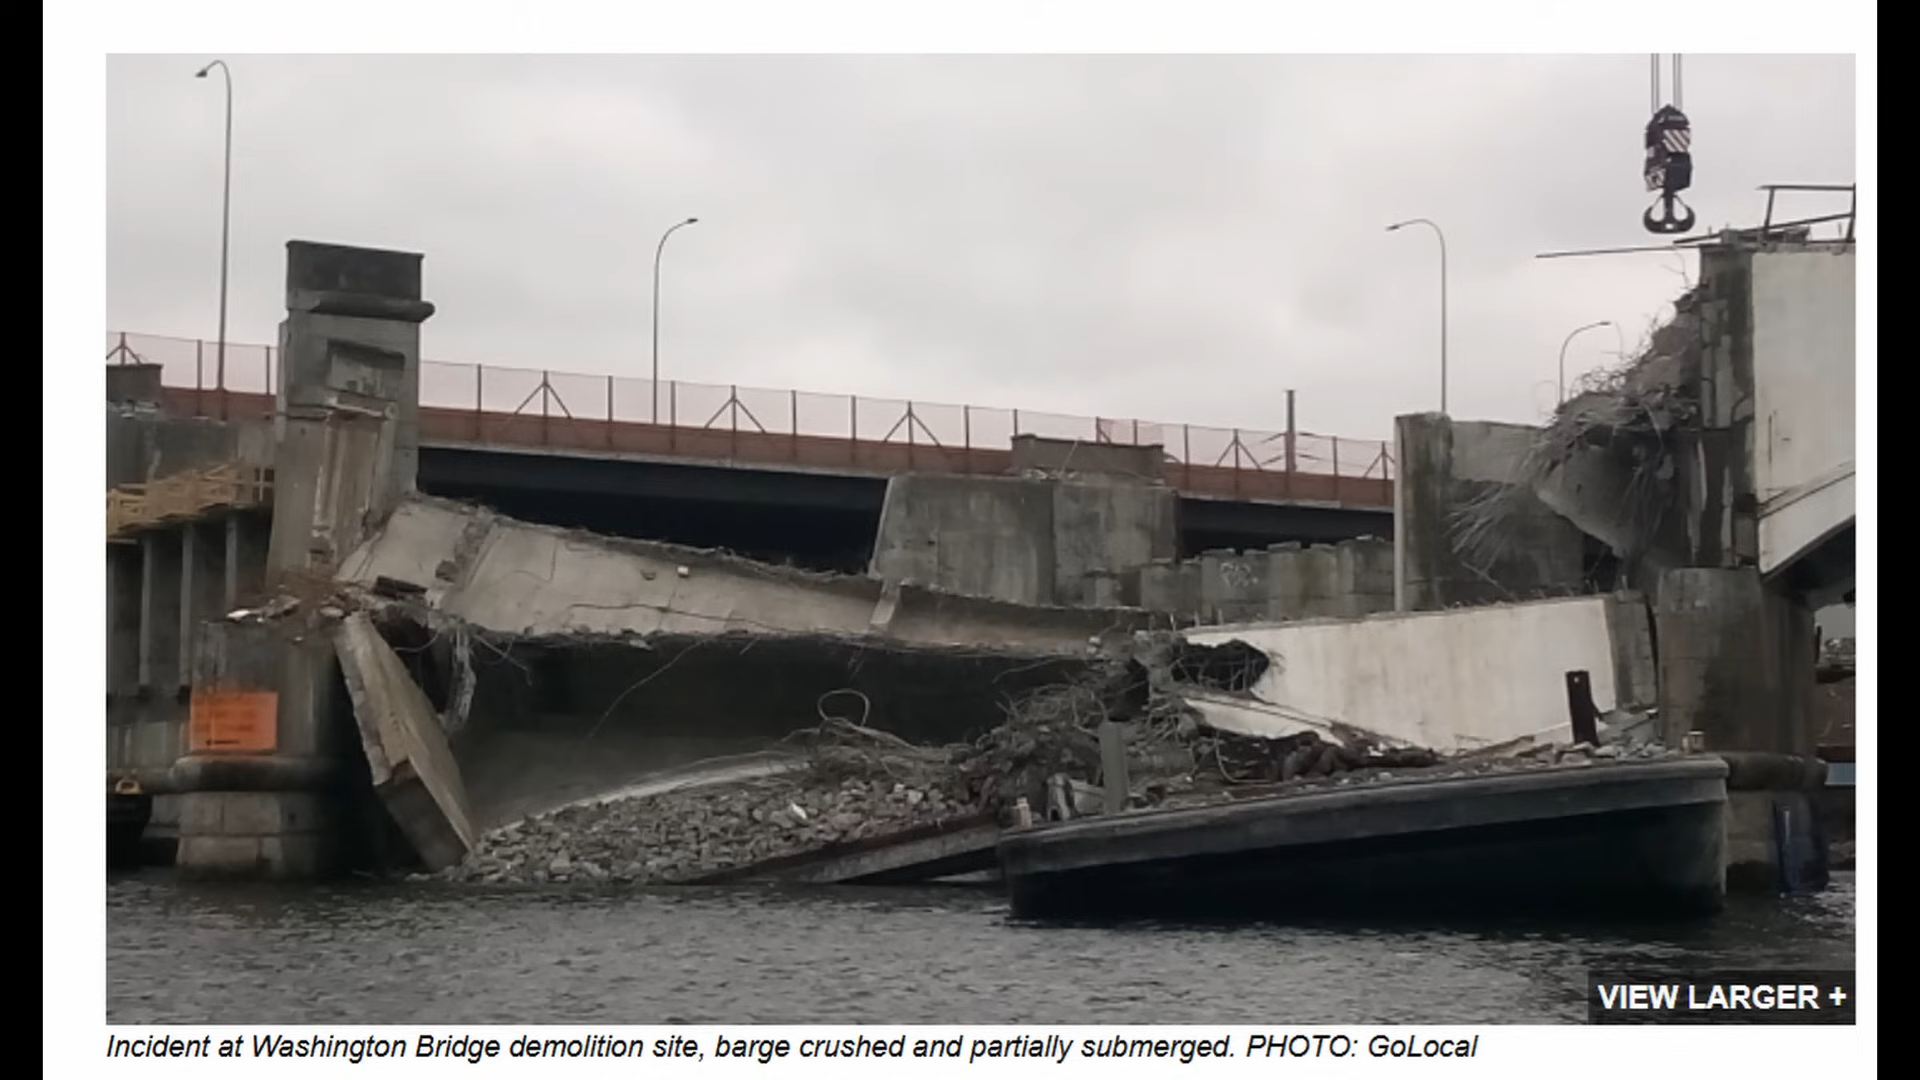 VIEW LARGER +
Incident at Washington Bridge demolition site, barge crushed and partially submerged. PHOTO: GoLocal